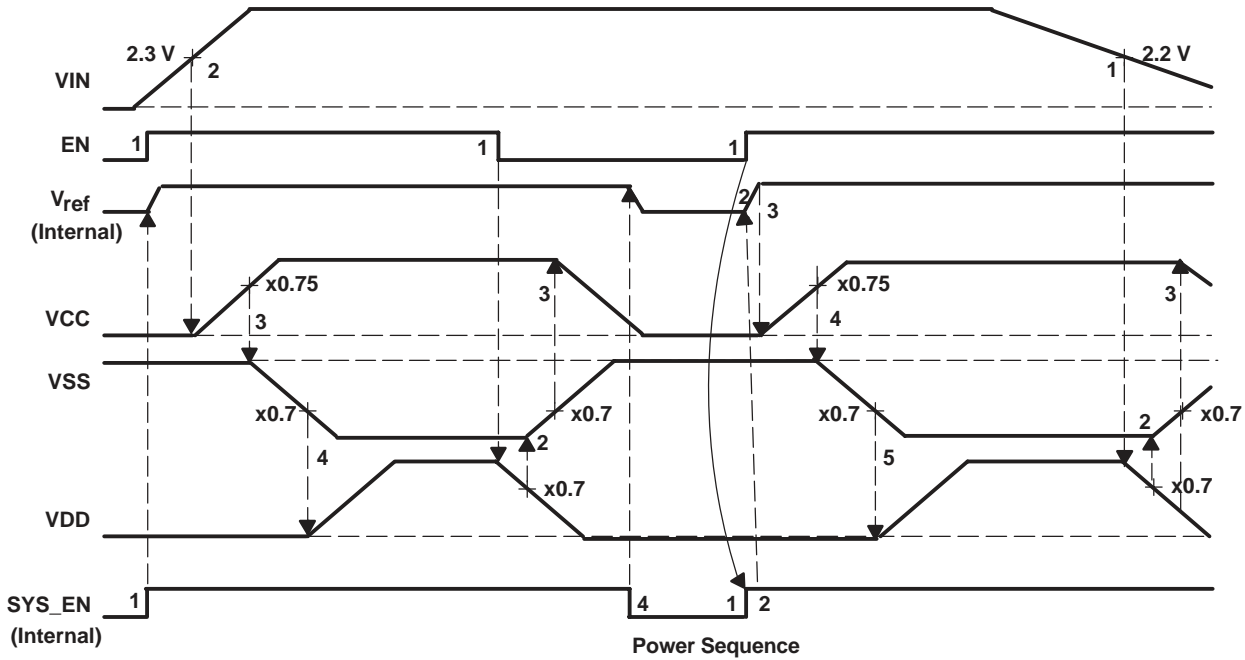 2.3 V
2
1
2.2 V
VIN
1
1
1
EN
2
3
Vref
(Internal)
x0.75
3
x0.75
3
VCC
3
4
VSS
x0.7
x0.7
x0.7
2
x0.7
4
2
5
x0.7
x0.7
VDD
SYS_EN
(Internal)
1
4
1
2
Power Sequence